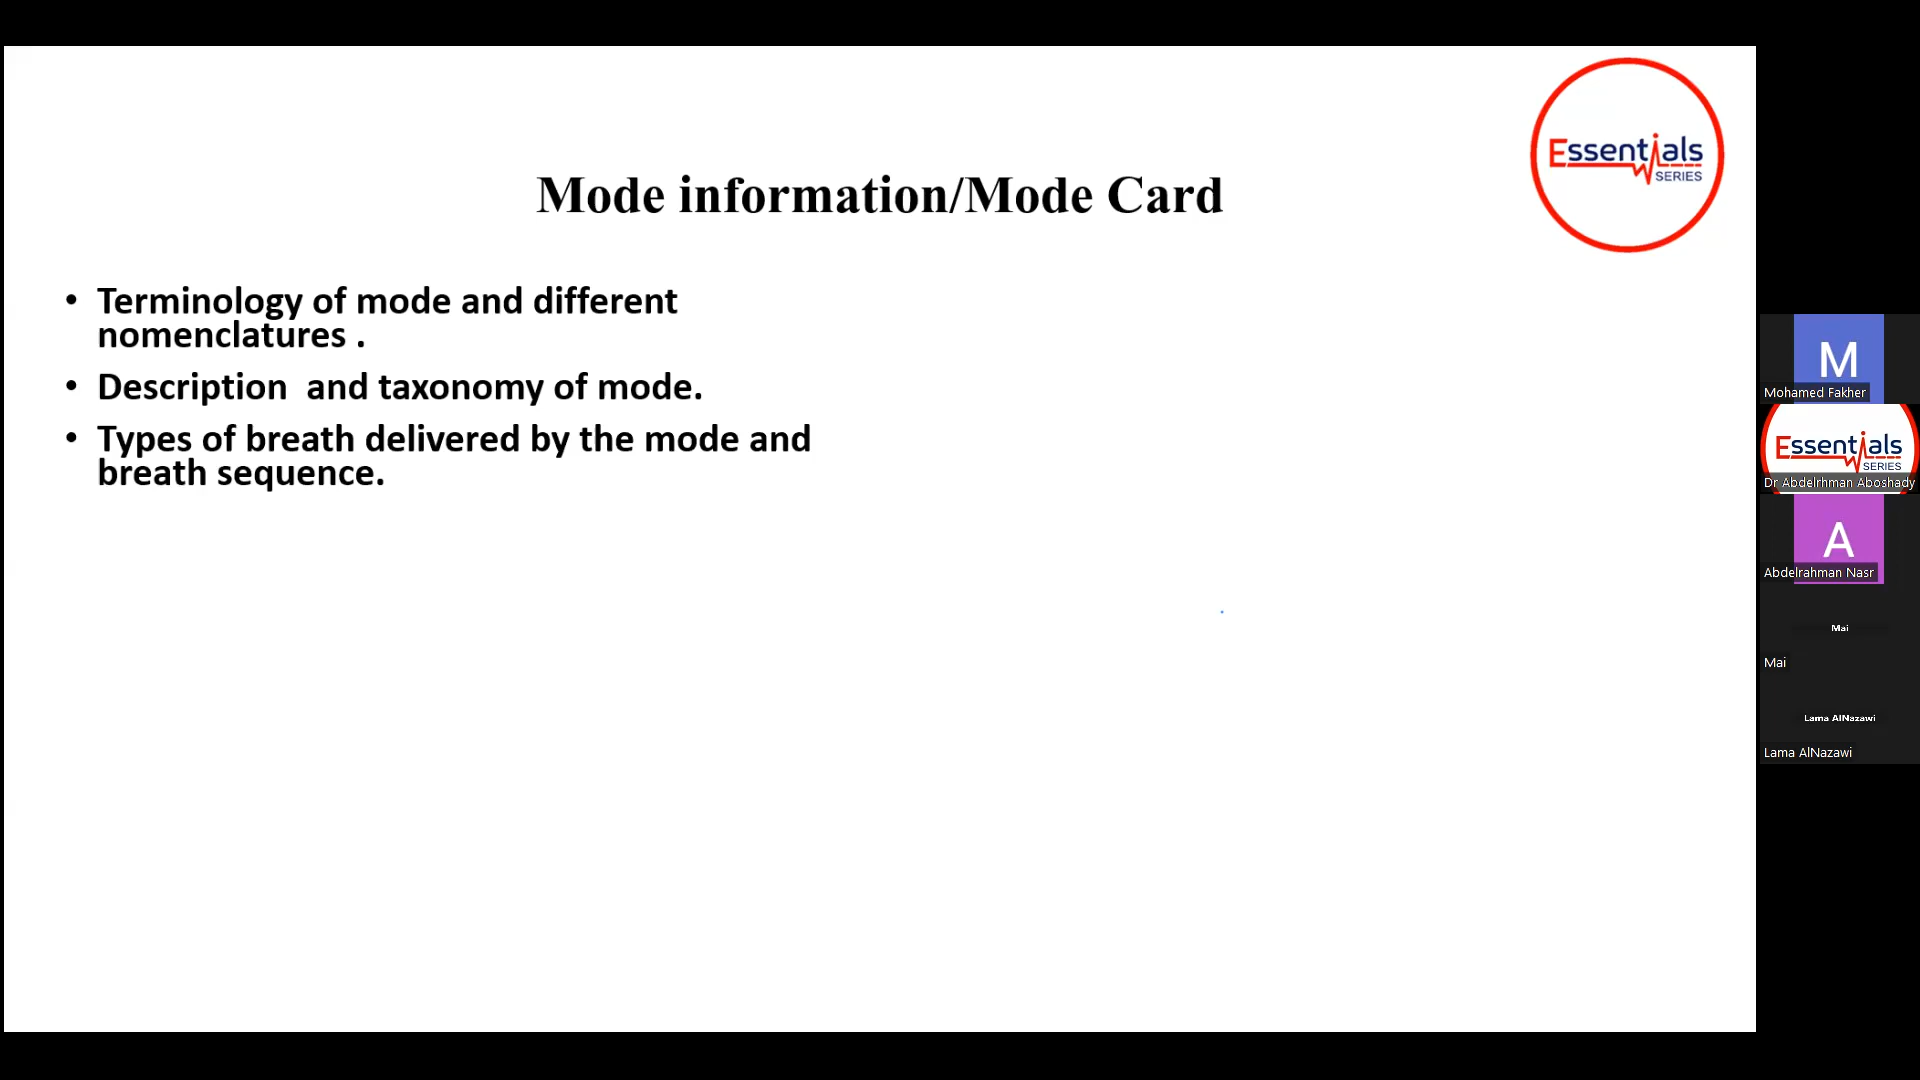 Essentials
SERIES
Mode information/Mode Card
• Terminology of mode and different
nomenclatures .
• Description  and taxonomy of mode.
• Types of breath delivered by the mode and
breath sequence.
M
Mohamed Fakher
Essentials
SERIES
Dr Abdelrhman Aboshady
A
Abdelrahman Nasr
Mai
Mai
Lama AlNazawi
Lama AlNazawi